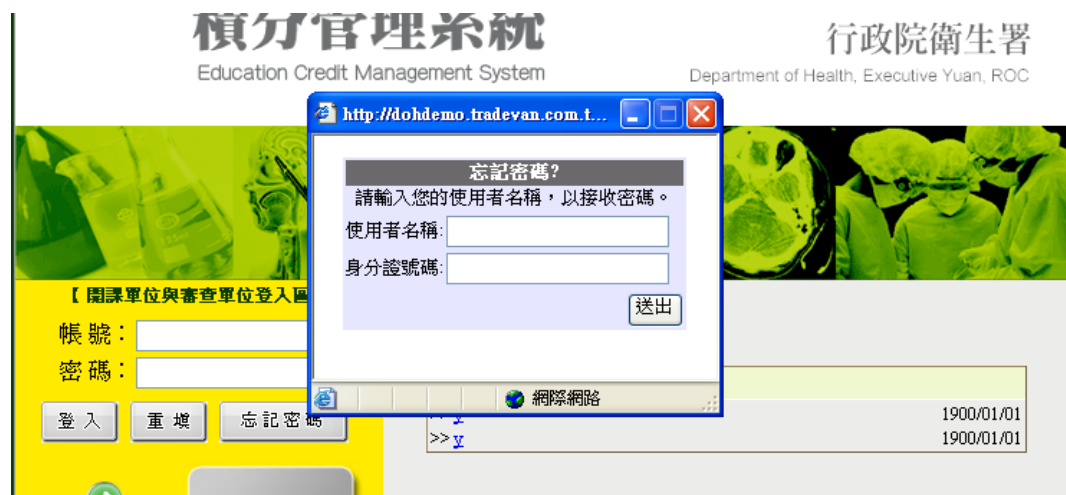 積分管理系統
Education Credit Management System
行政院衛生署
Department of Health, Executive Yuan, ROC
http://dohdemo.tradevan.com.t...
忘記密碼?
請輸入您的使用者名稱，以接收密碼。
使用者名稱:
身分證號碼:
送出
網際網路
【 開課單位與審查單位登入區
帳 號：
密 碼：
登 入
重 填
忘 記 密 碼
>> y 1900/01/01
>> y 1900/01/01